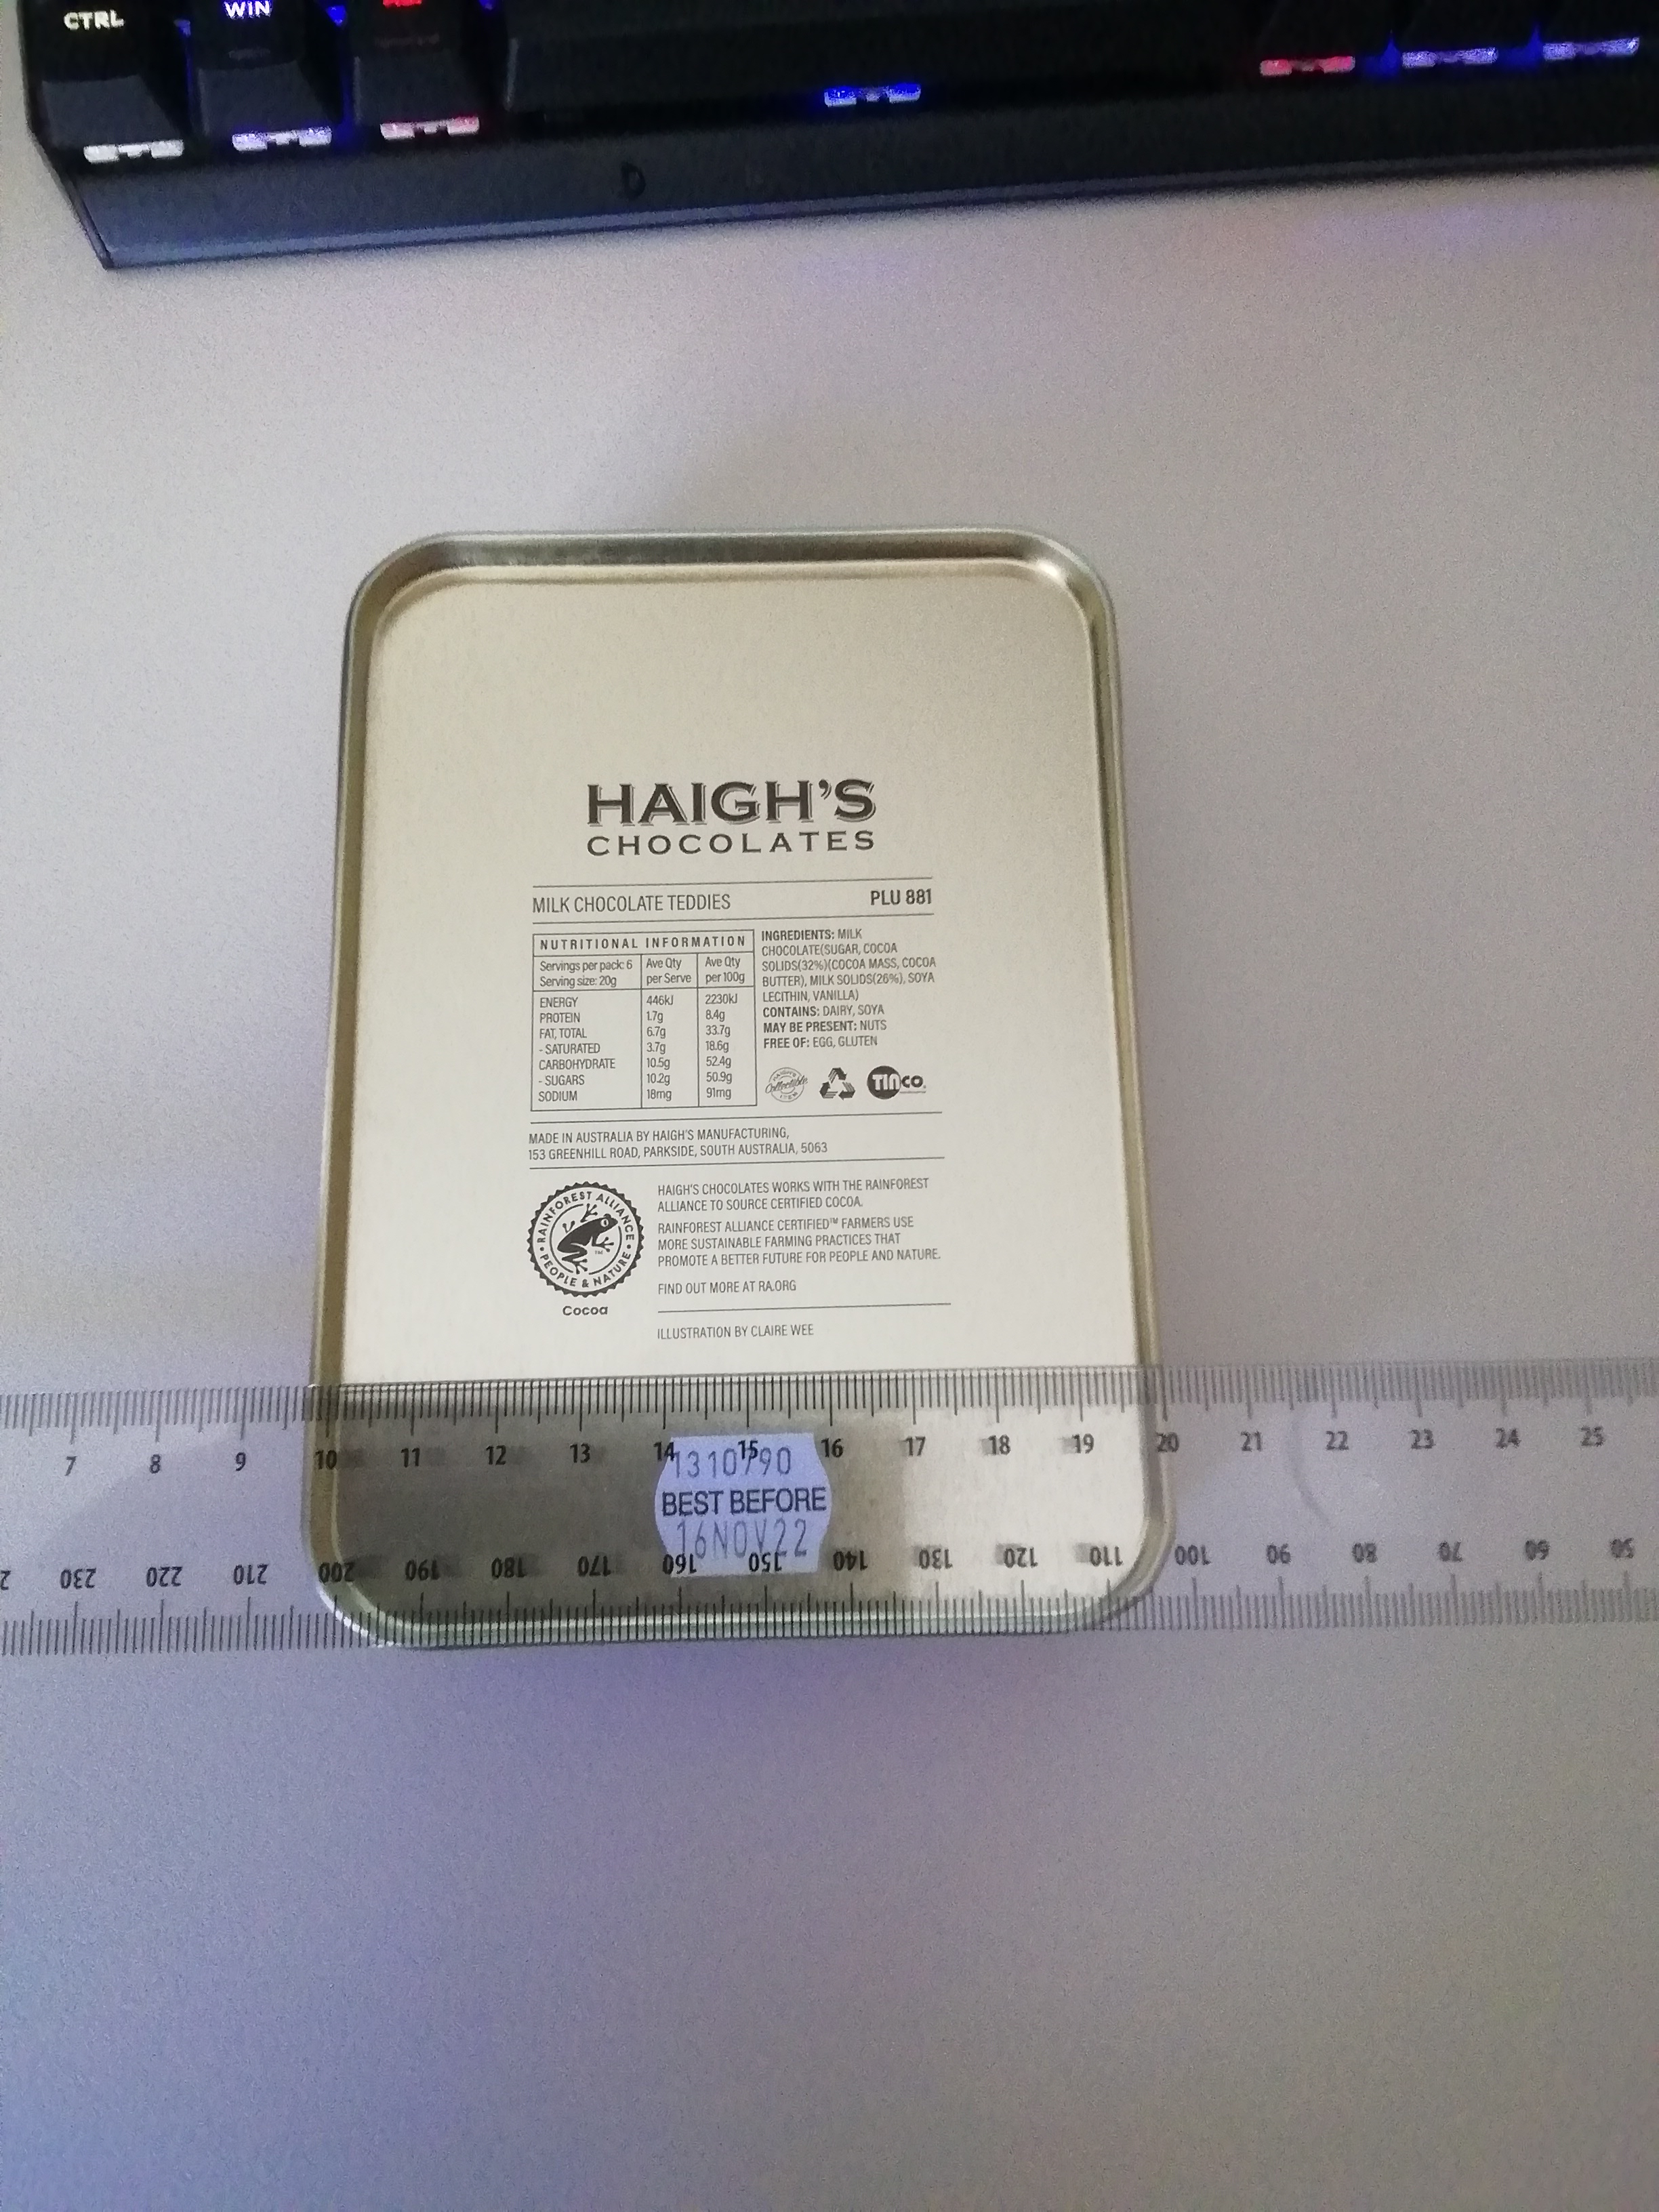 CTRL WIN
HAIGH'S
CHOCOLATES
MILK CHOCOLATE TEDDIES PLU 881
NUTRITIONAL INFORMATION
Servings per pack: 6 Ave Qty Ave Qty
Serving size: 20g per Serve per 100g
ENERGY 446kJ 2230kJ
PROTEIN 1.7g 8.4g
FAT, TOTAL 6.7g 33.7g
- SATURATED 3.7g 18.6g
CARBOHYDRATE 10.5g 52.4g
- SUGARS 10.2g 50.9g
SODIUM 18mg 91mg
INGREDIENTS: MILK
CHOCOLATE(SUGAR, COCOA
SOLIDS(32%)(COCOA MASS, COCOA
BUTTER), MILK SOLIDS(26%), SOYA
LECITHIN, VANILLA)
CONTAINS: DAIRY, SOYA
MAY BE PRESENT: NUTS
FREE OF: EGG, GLUTEN
Collectible
TINCO.
MADE IN AUSTRALIA BY HAIGH'S MANUFACTURING,
153 GREENHILL ROAD, PARKSIDE, SOUTH AUSTRALIA, 5063
RAINFOREST ALLIANCE
PEOPLE & NATURE
TM
Cocoa
HAIGH'S CHOCOLATES WORKS WITH THE RAINFOREST
ALLIANCE TO SOURCE CERTIFIED COCOA.
RAINFOREST ALLIANCE CERTIFIED™ FARMERS USE
MORE SUSTAINABLE FARMING PRACTICES THAT
PROMOTE A BETTER FUTURE FOR PEOPLE AND NATURE.
FIND OUT MORE AT RA.ORG
ILLUSTRATION BY CLAIRE WEE
7 8 9 10 11 12 13 14 15 16 17 18 19 20 21 22 23 24 25
1310790
BEST BEFORE
16NOV22
230 220 210 200 190 180 170 160 150 140 130 120 110 100 90 80 70 60 50